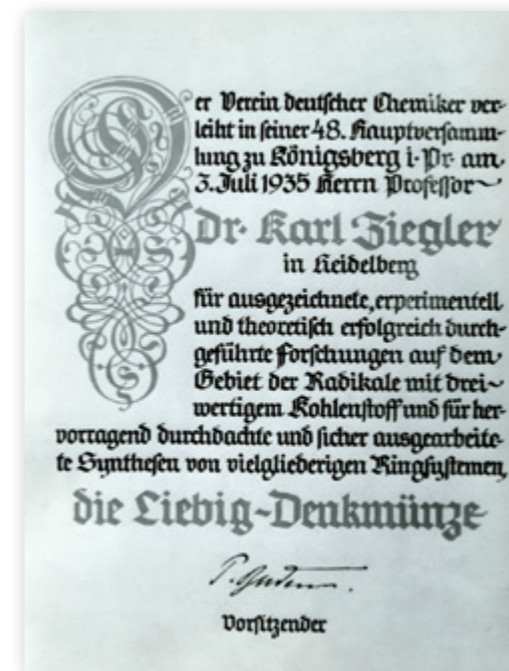 Der Verein deutscher Chemiker ver-
leiht in seiner 48. Hauptversamm-
lung zu Königsberg i. Pr. am
3. Juli 1935 Herrn Professor
Dr. Karl Ziegler
in Heidelberg
für ausgezeichnete, experimentell
und theoretisch erfolgreich durch-
geführte Forschungen auf dem
Gebiet der Radikale mit drei-
wertigem Kohlenstoff und für her-
vorragend durchdachte und sicher ausgearbeite-
te Synthesen von vielgliederigen Ringsystemen,
die Liebig-Denkmünze
Vorsitzender